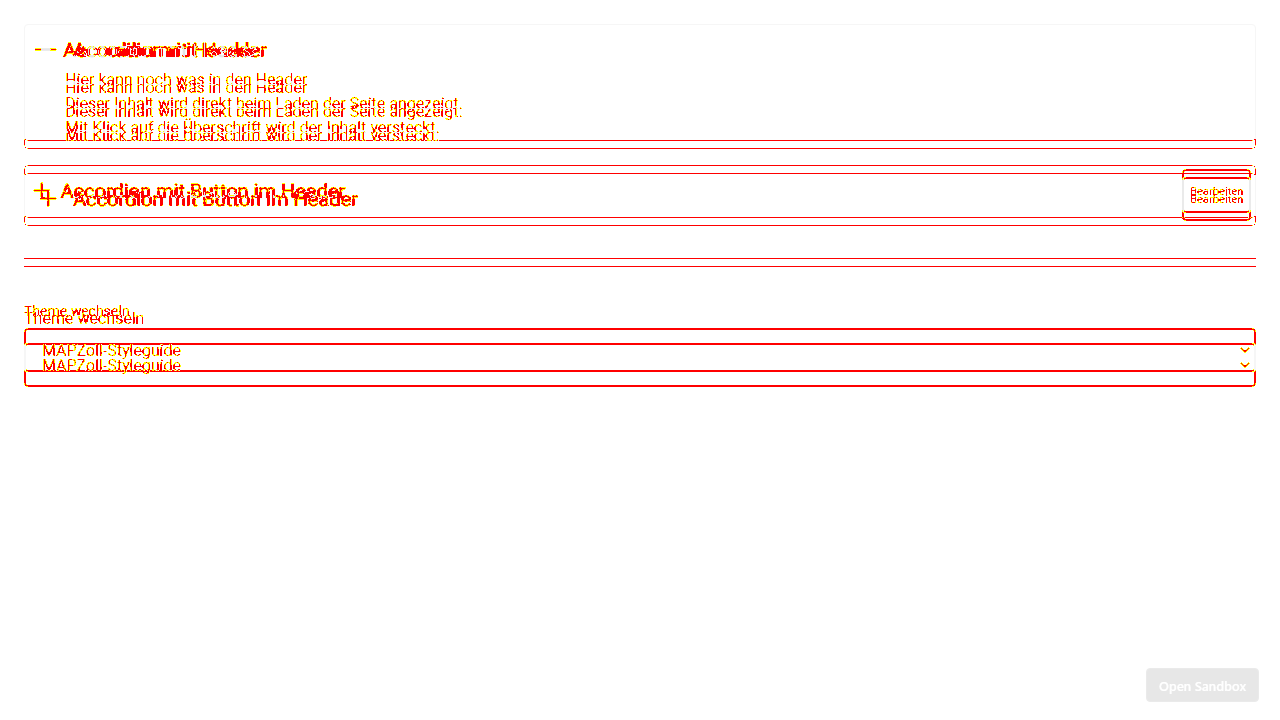 Accordion mit Header
Hier kann noch was in den Header
Dieser Inhalt wird direkt beim Laden der Seite angezeigt.
Mit Klick auf die Überschrift wird der Inhalt versteckt.
Accordion mit Button im Header
Bearbeiten
Theme wechseln
MAPZoll-Styleguide
Open Sandbox